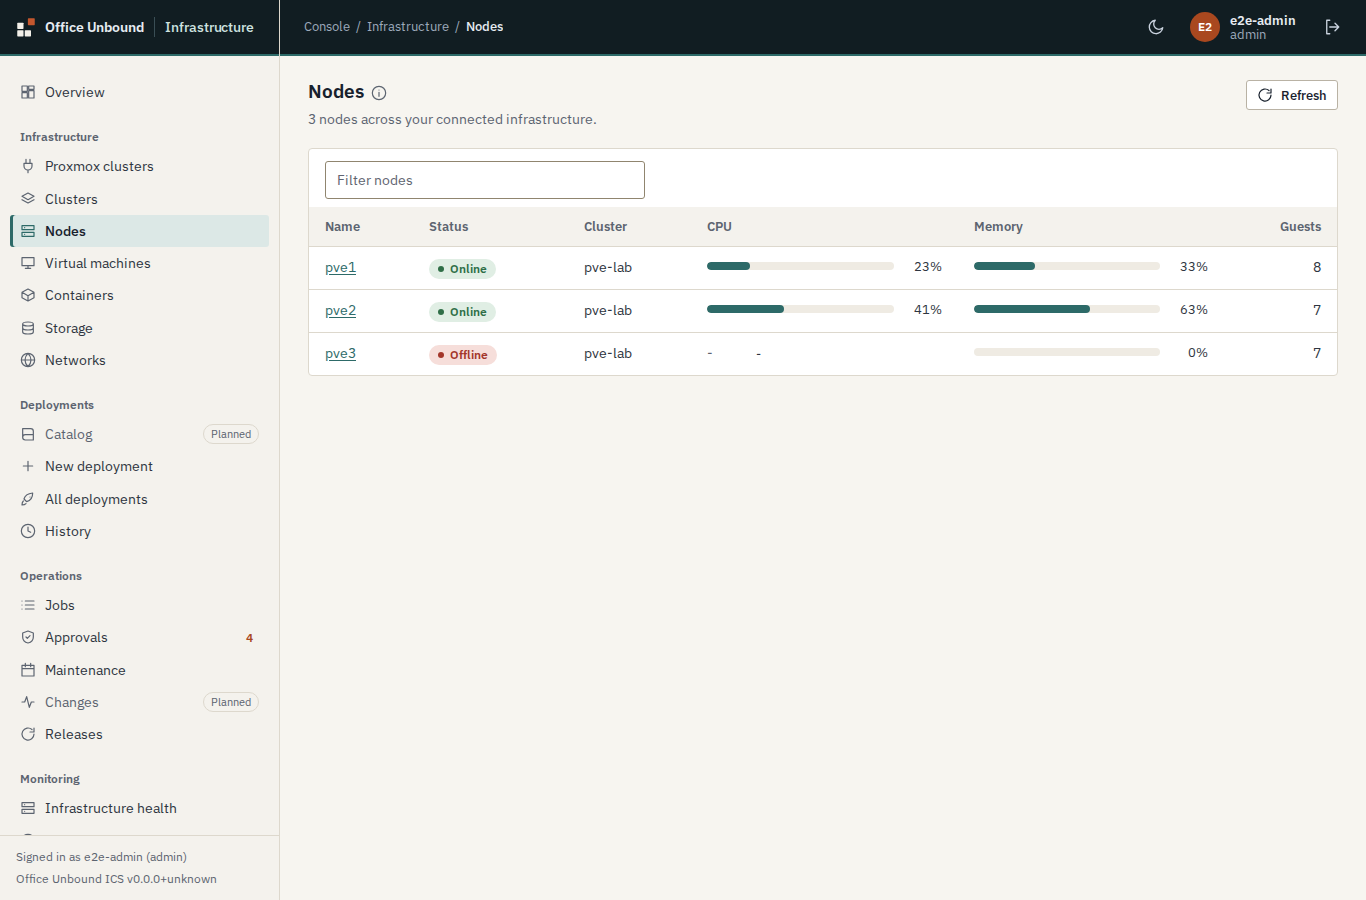 Office Unbound | Infrastructure
Console / Infrastructure / Nodes
E2
e2e-admin
admin
Overview
Infrastructure
Proxmox clusters
Clusters
Nodes
Virtual machines
Containers
Storage
Networks
Deployments
Catalog Planned
New deployment
All deployments
History
Operations
Jobs
Approvals 4
Maintenance
Changes Planned
Releases
Monitoring
Infrastructure health
Signed in as e2e-admin (admin)
Office Unbound ICS v0.0.0+unknown
Nodes
Refresh
3 nodes across your connected infrastructure.
Filter nodes
Name Status Cluster CPU Memory Guests
pve1 Online pve-lab 23% 33% 8
pve2 Online pve-lab 41% 63% 7
pve3 Offline pve-lab - - 0% 7